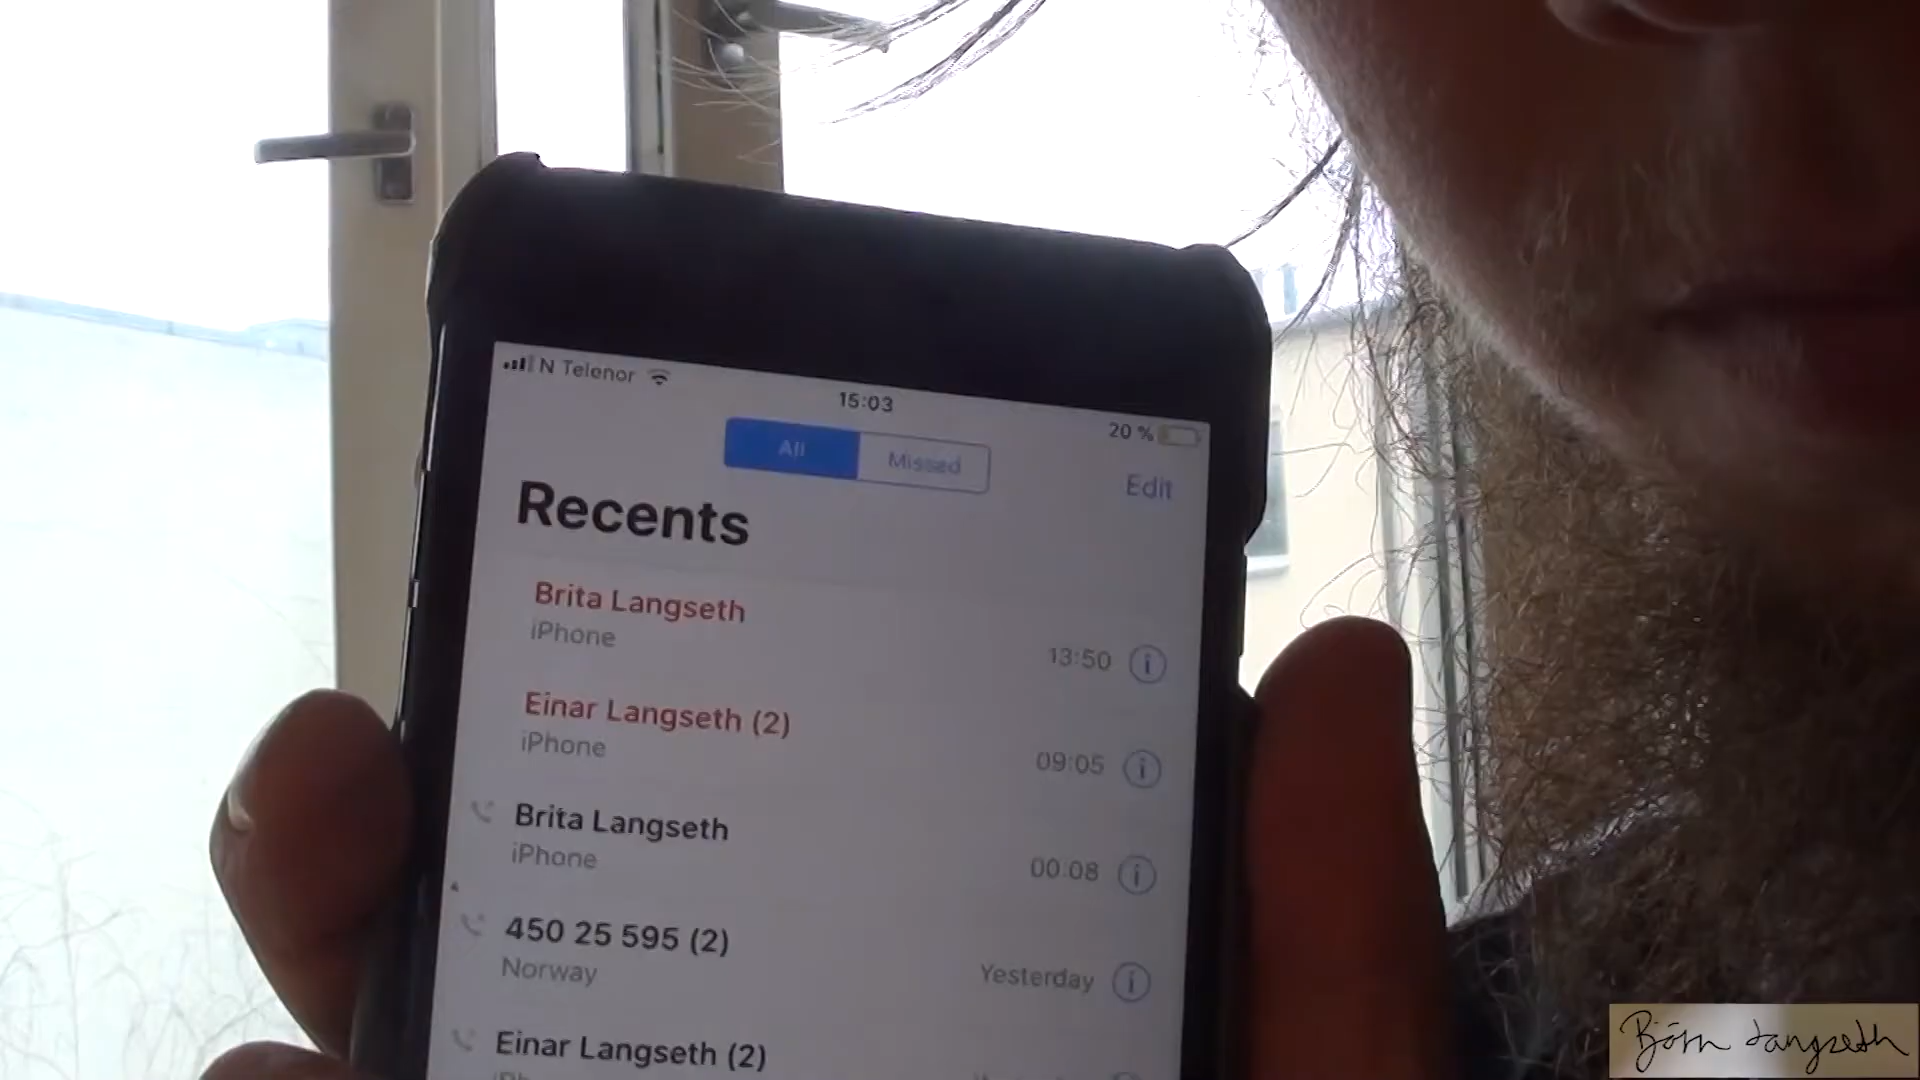 N Telenor
15:03
20 %
All Missed
Edit
Recents
Brita Langseth
iPhone
13:50
Einar Langseth (2)
iPhone
09:05
Brita Langseth
iPhone
00:08
450 25 595 (2)
Norway
Yesterday
Einar Langseth (2)
Björn Langseth